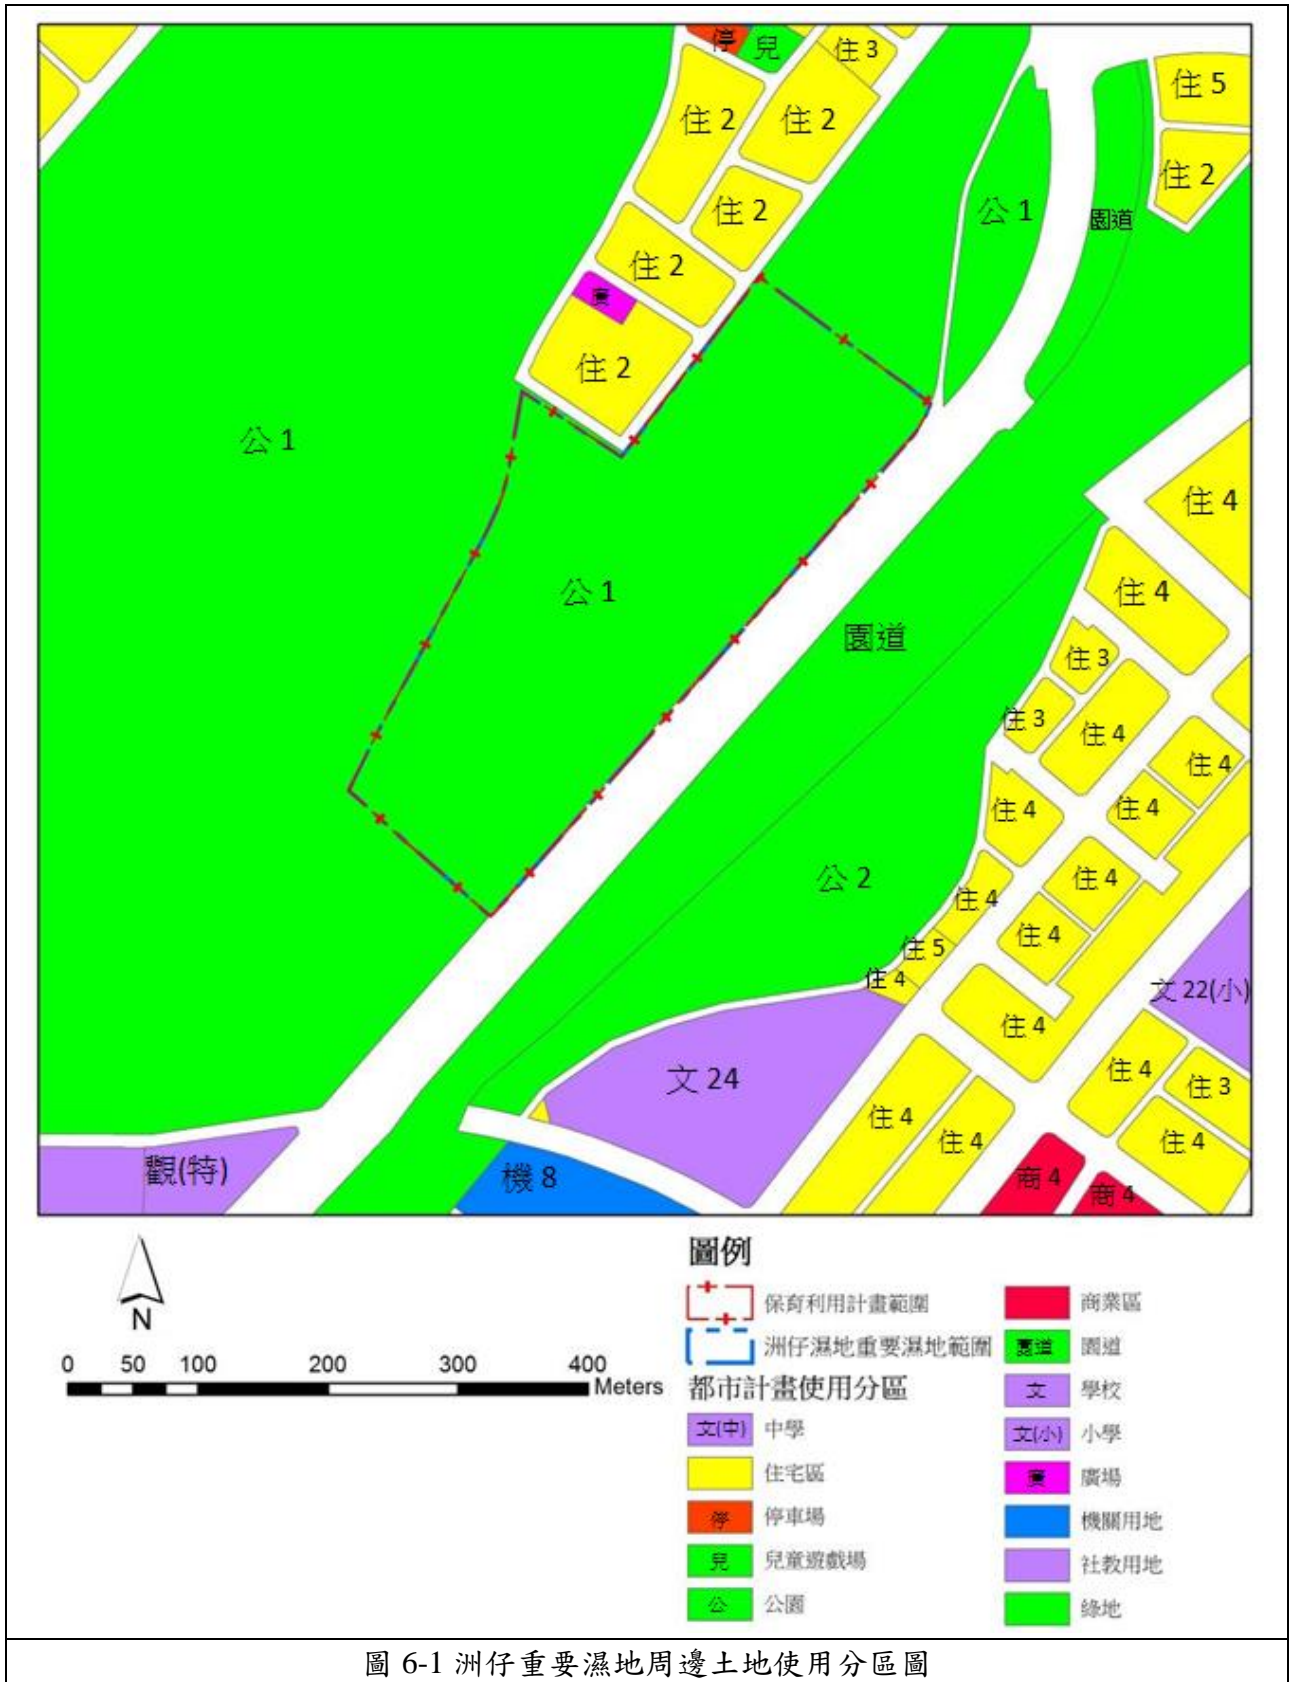 停
兒
住 3
住 5
住 2
住 2
住 2
住 2
公 1
園道
住 2
廣
住 2
公 1
住 4
公 1
住 4
園道
住 3
住 3
住 4
住 4
住 4
住 4
公 2
住 4
住 4
住 4
住 5
住 4
文 22(小)
住 4
文 24
住 4
住 3
住 4
住 4
住 4
觀(特)
機 8
商 4
商 4
N
0 50 100 200 300 400
Meters
圖例
保育利用計畫範圍
洲仔濕地重要濕地範圍
都市計畫使用分區
文(中) 中學
住宅區
停 停車場
兒 兒童遊戲場
公 公園
商業區
園道 園道
文 學校
文(小) 小學
廣 廣場
機關用地
社教用地
綠地
圖 6-1 洲仔重要濕地周邊土地使用分區圖